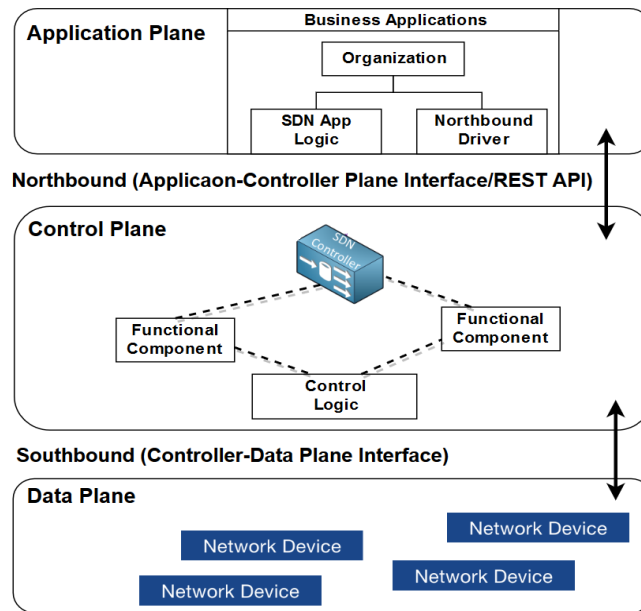 Application Plane
Business Applications
Organization
SDN App
Logic
Northbound
Driver
Northbound (Applicaon-Controller Plane Interface/REST API)
Control Plane
SDN
Controller
Functional
Component
Functional
Component
Control
Logic
Southbound (Controller-Data Plane Interface)
Data Plane
Network Device
Network Device
Network Device
Network Device